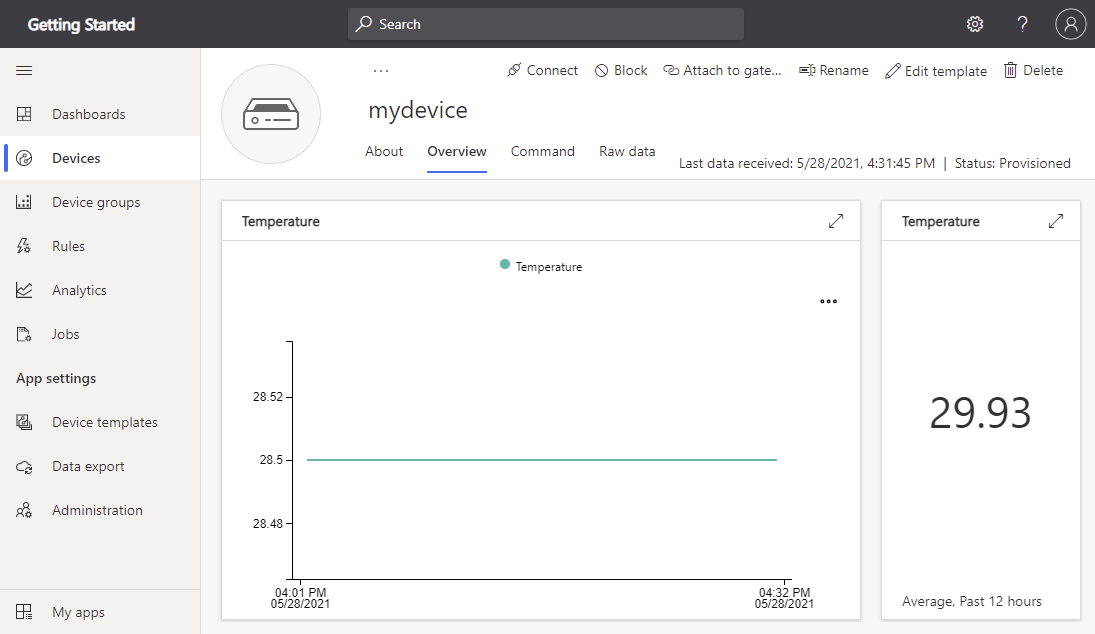 Getting Started
Search
?
Dashboards
Devices
Device groups
Rules
Analytics
Jobs
App settings
Device templates
Data export
Administration
My apps
...
Connect
Block
Attach to gate...
Rename
Edit template
Delete
mydevice
About
Overview
Command
Raw data
Last data received: 5/28/2021, 4:31:45 PM | Status: Provisioned
Temperature
Temperature
28.52
28.5
28.48
04:01 PM
05/28/2021
04:32 PM
05/28/2021
Temperature
29.93
Average, Past 12 hours